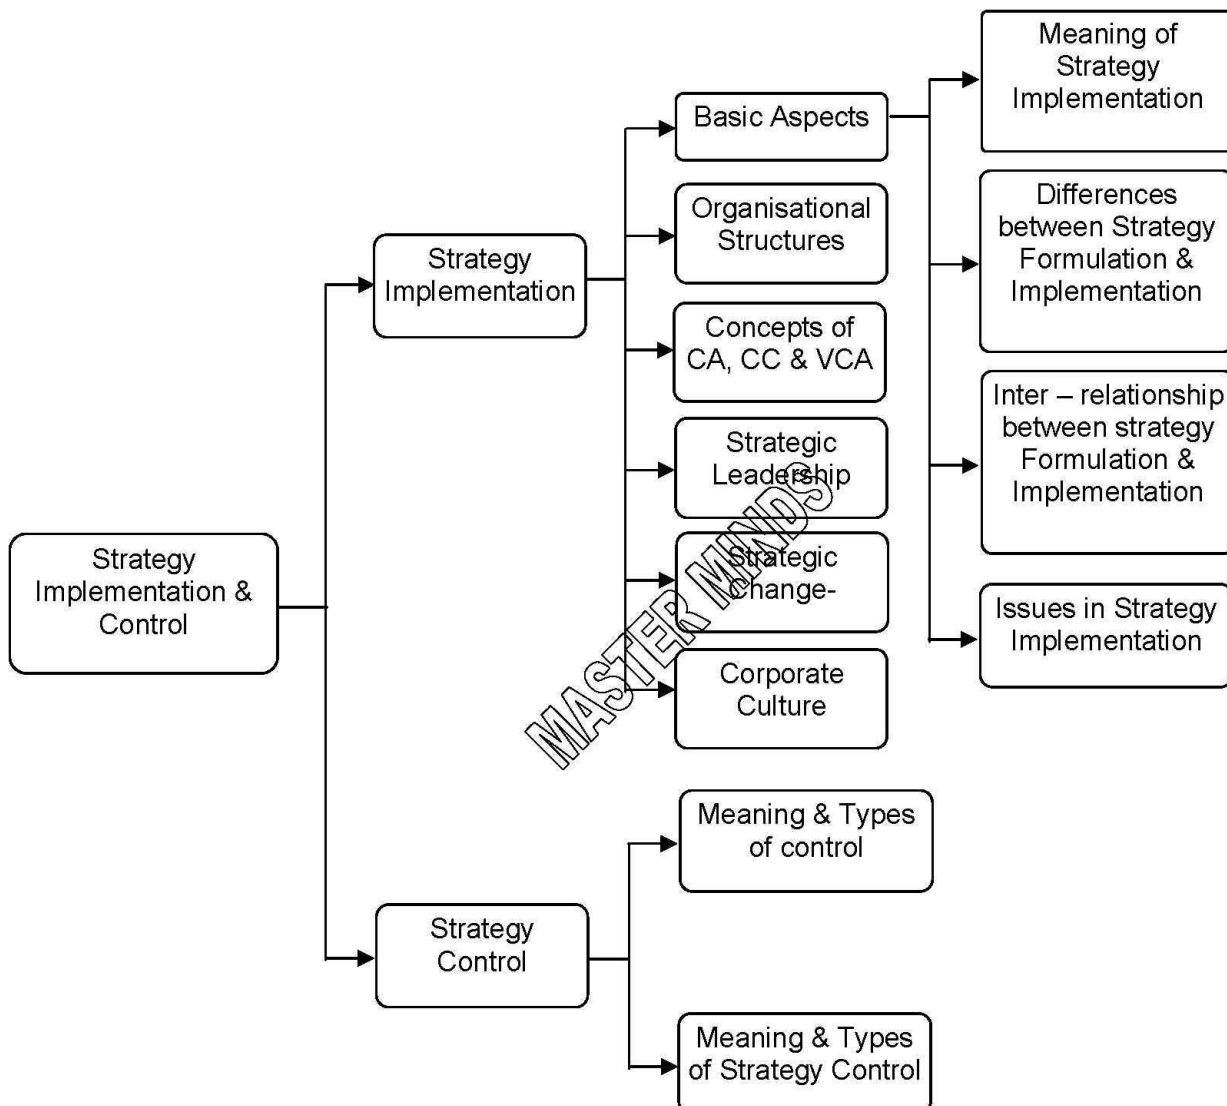 Strategy
Implementation &
Control
Strategy
Implementation
Basic Aspects
Meaning of
Strategy
Implementation
Differences
between Strategy
Formulation &
Implementation
Inter – relationship
between strategy
Formulation &
Implementation
Issues in Strategy
Implementation
Organisational
Structures
Concepts of
CA, CC & VCA
Strategic
Leadership
Strategic
Change-
Corporate
Culture
MASTER MINDS
Strategy
Control
Meaning & Types
of control
Meaning & Types
of Strategy Control